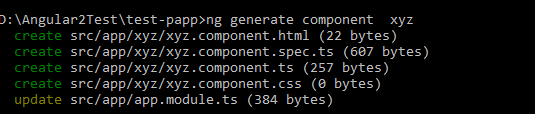 D:\Angular2Test\test-papp>ng generate component  xyz
create src/app/xyz/xyz.component.html (22 bytes)
create src/app/xyz/xyz.component.spec.ts (607 bytes)
create src/app/xyz/xyz.component.ts (257 bytes)
create src/app/xyz/xyz.component.css (0 bytes)
update src/app/app.module.ts (384 bytes)